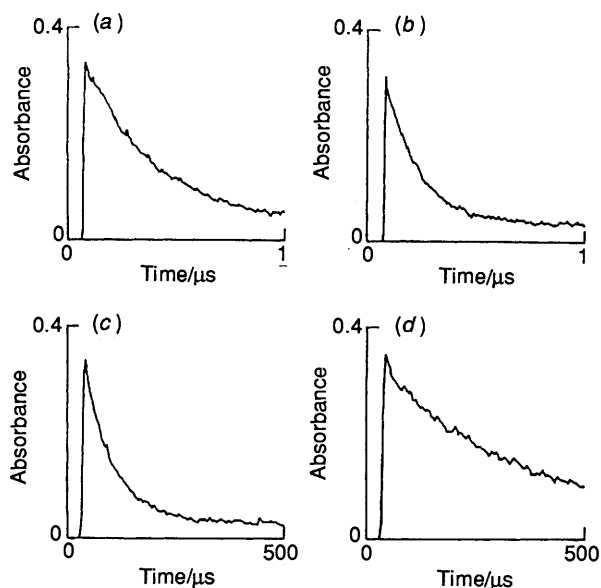 0.4 (a)
Absorbance
0
0 1
Time/μs
0.4 (b)
Absorbance
0
0 1
Time/μs
0.4 (c)
Absorbance
0
0 500
Time/μs
0.4 (d)
Absorbance
0
0 500
Time/μs